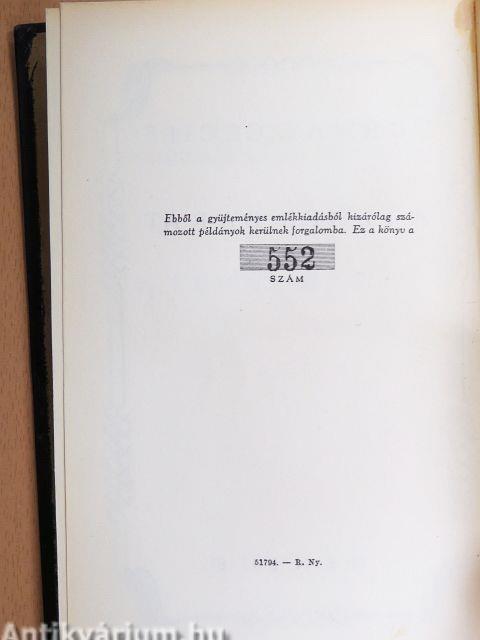 Ebből a gyüjteményes emlékkiadásból kizárólag szá-
mozott példányok kerülnek forgalomba. Ez a könyv a
552
SZÁM
51794. — R. Ny.
Antikvárium.hu